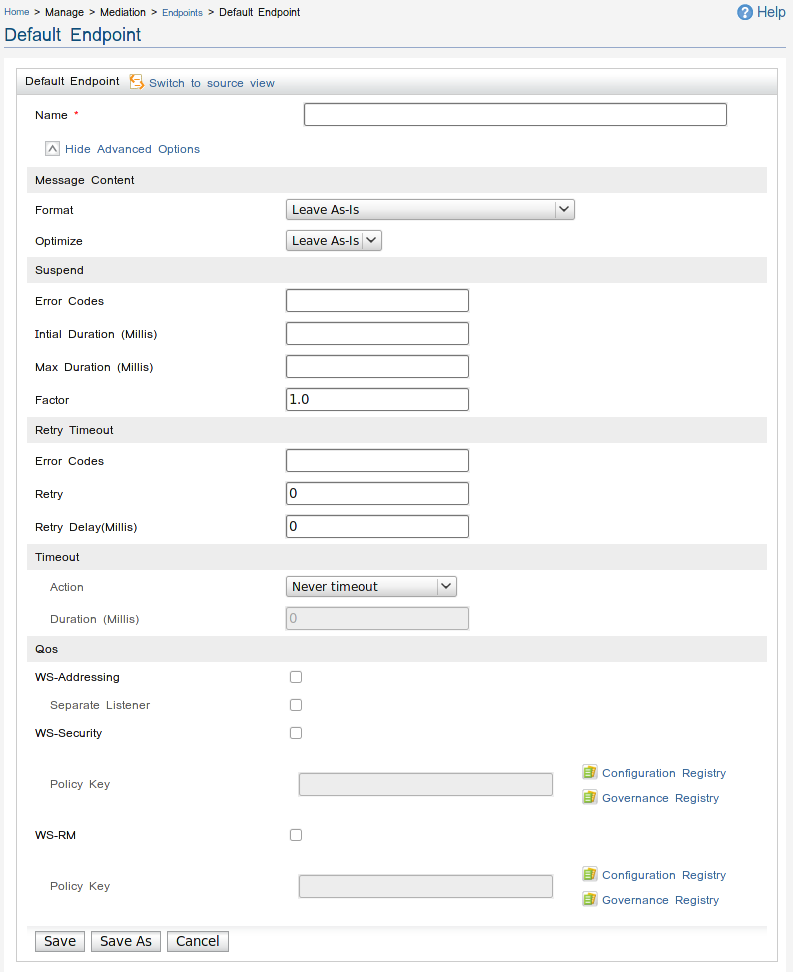 Home > Manage > Mediation > Endpoints > Default Endpoint
Help
Default Endpoint
Default Endpoint Switch to source view
Name *
Hide Advanced Options
Message Content
Format Leave As-Is
Optimize Leave As-Is
Suspend
Error Codes
Intial Duration (Millis)
Max Duration (Millis)
Factor 1.0
Retry Timeout
Error Codes
Retry 0
Retry Delay(Millis) 0
Timeout
Action Never timeout
Duration (Millis) 0
Qos
WS-Addressing
Separate Listener
WS-Security
Configuration Registry
Policy Key
Governance Registry
WS-RM
Configuration Registry
Policy Key
Governance Registry
Save Save As Cancel